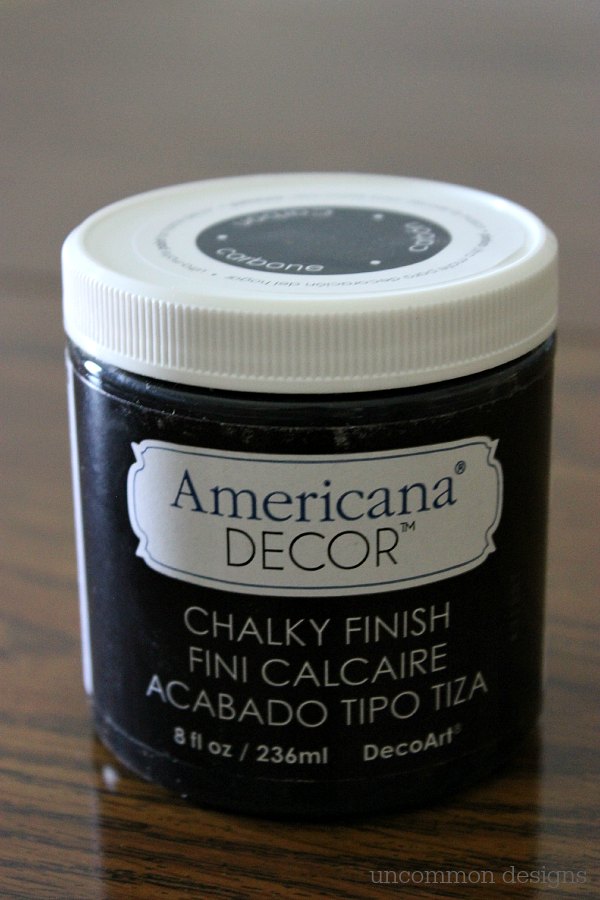 carbone
Americana®
DECOR™
CHALKY FINISH
FINI CALCAIRE
ACABADO TIPO TIZA
8 fl oz / 236ml DecoArt®
uncommon designs